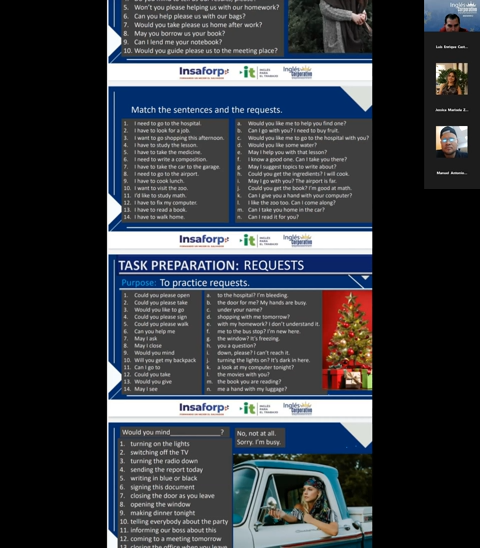 5. Won't you please helping us with our homework?
6. Can you help please us with our bags?
7. Would you take please us home after work?
8. May you borrow us your book?
9. Can I lend me your notebook?
10. Would you guide please us to the meeting place?
Insaforp
it
Inglés
Corporation
Match the sentences and the requests.
1. I need to go to the hospital.
2. I have to look for a job.
3. I want to go shopping this afternoon.
4. I have to study the lesson.
5. I have to take the medicine.
6. I need to write a composition.
7. I have to take the car to the garage.
8. I need to go to the airport.
9. I have to cook lunch.
10. I want to visit the zoo.
11. I'd like to study math.
12. I have to fix my computer.
13. I have to read a book.
14. I have to walk home.
a. Would you like me to help you find one?
b. Can I go with you? I need to buy fruit.
c. Would you like me to go to the hospital with you?
d. Would you like some water?
e. May I help you with that lesson?
f. I know a good one. Can I take you there?
g. May I suggest topics to write about?
h. Could you get the ingredients? I will cook.
i. May I go with you? The airport is far.
j. Could you get the book? I'm good at math.
k. Can I give you a hand with your computer?
l. I like the zoo too. Can I come along?
m. Can I take you home in the car?
n. Can I read it for you?
Insaforp
it
Inglés
Corporation
TASK PREPARATION: REQUESTS
Purpose: To practice requests.
1. Could you please open
2. Could you please take
3. Would you like to go
4. Could you please sign
5. Could you please walk
6. Can you help me
7. May I ask
8. May I close
9. Would you mind
10. Will you get my backpack
11. Can I go to
12. Could you take
13. Would you give
14. May I see
a. to the hospital? I'm bleeding.
b. the door for me? My hands are busy.
c. under your name?
d. shopping with me tomorrow?
e. with my homework? I don't understand it.
f. me to the bus stop? I'm new here.
g. the window? It's freezing.
h. you a question?
i. down, please? I can't reach it.
j. turning the lights on? It's dark in here.
k. a look at my computer tonight?
l. the movies with you?
m. the book you are reading?
n. me a hand with my luggage?
Insaforp
it
Inglés
Corporation
Would you mind_______________?
No, not at all.
Sorry. I'm busy.
1. turning on the lights
2. switching off the TV
3. turning the radio down
4. sending the report today
5. writing in blue or black
6. signing this document
7. closing the door as you leave
8. opening the window
9. making dinner tonight
10. telling everybody about the party
11. informing our boss about this
12. coming to a meeting tomorrow
13. closing the office when you leave
Inglés
Luis Enrique Can...
Manuel Antonio...